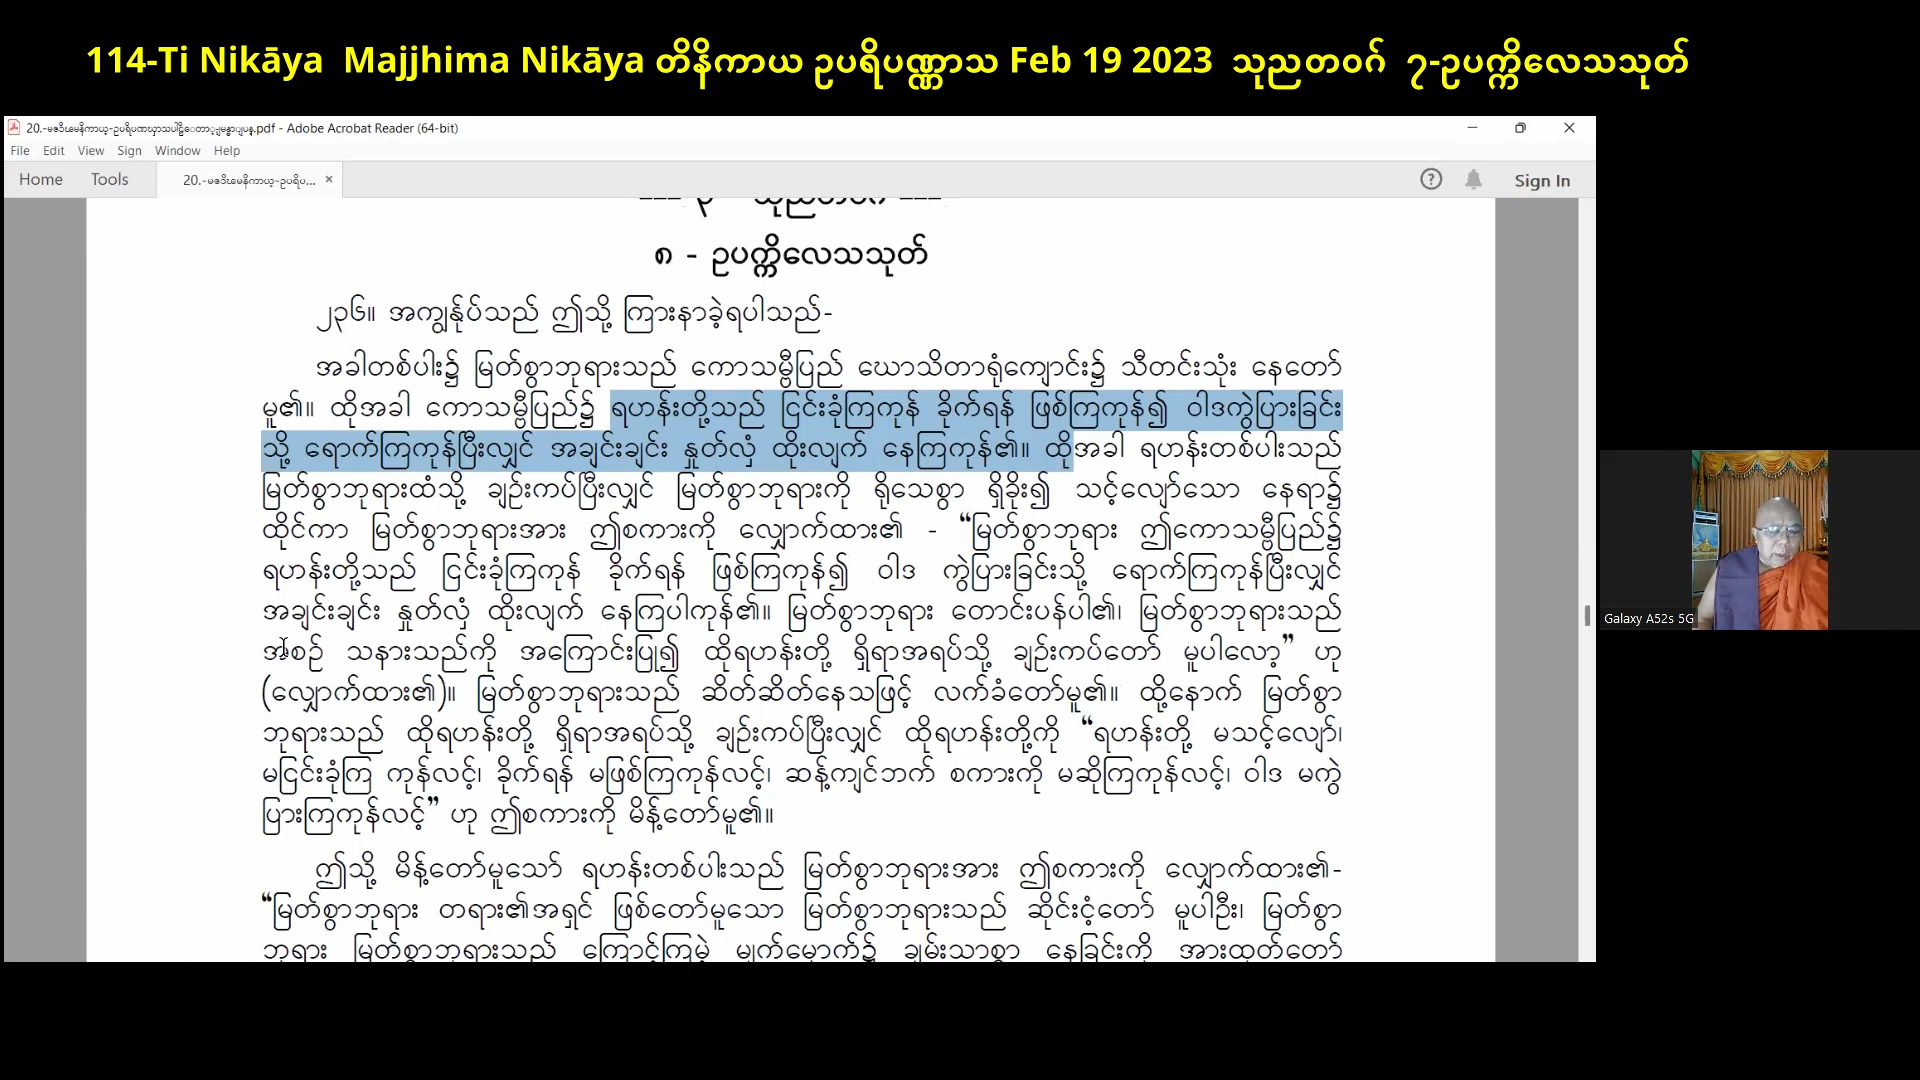 114-Ti Nikāya  Majjhima Nikāya တိနိကာယ ဥပရိပဏ္ဏာသ Feb 19 2023  သုညတဝဂ်  ၇-ဥပက္ကိလေသသုတ်
.pdf - Adobe Acrobat Reader (64-bit)
File Edit View Sign Window Help
Home Tools Sign In
--- ၃ - သုညတဝဂ် ---
၈ - ဥပက္ကိလေသသုတ်
၂၃၆။ အကျွန်ုပ်သည် ဤသို့ ကြားနာခဲ့ရပါသည်-
အခါတစ်ပါး၌ မြတ်စွာဘုရားသည် ကောသမ္ဗီပြည် ဃောသိတာရုံကျောင်း၌ သီတင်းသုံး နေတော်
မူ၏။ ထိုအခါ ကောသမ္ဗီပြည်၌ ရဟန်းတို့သည် ငြင်းခုံကြကုန် ခိုက်ရန် ဖြစ်ကြကုန်၍ ဝါဒကွဲပြားခြင်း
သို့ ရောက်ကြကုန်ပြီးလျှင် အချင်းချင်း နှုတ်လှံ ထိုးလျက် နေကြကုန်၏။ ထိုအခါ ရဟန်းတစ်ပါးသည်
မြတ်စွာဘုရားထံသို့ ချဉ်းကပ်ပြီးလျှင် မြတ်စွာဘုရားကို ရိုသေစွာ ရှိခိုး၍ သင့်လျော်သော နေရာ၌
ထိုင်ကာ မြတ်စွာဘုရားအား ဤစကားကို လျှောက်ထား၏ - “မြတ်စွာဘုရား ဤကောသမ္ဗီပြည်၌
ရဟန်းတို့သည် ငြင်းခုံကြကုန် ခိုက်ရန် ဖြစ်ကြကုန်၍ ဝါဒ ကွဲပြားခြင်းသို့ ရောက်ကြကုန်ပြီးလျှင်
အချင်းချင်း နှုတ်လှံ ထိုးလျက် နေကြပါကုန်၏။ မြတ်စွာဘုရား တောင်းပန်ပါ၏၊ မြတ်စွာဘုရားသည်
အစဉ် သနားသည်ကို အကြောင်းပြု၍ ထိုရဟန်းတို့ ရှိရာအရပ်သို့ ချဉ်းကပ်တော် မူပါလော့” ဟု
(လျှောက်ထား၏)။ မြတ်စွာဘုရားသည် ဆိတ်ဆိတ်နေသဖြင့် လက်ခံတော်မူ၏။ ထို့နောက် မြတ်စွာ
ဘုရားသည် ထိုရဟန်းတို့ ရှိရာအရပ်သို့ ချဉ်းကပ်ပြီးလျှင် ထိုရဟန်းတို့ကို “ရဟန်းတို့ မသင့်လျော်၊
မငြင်းခုံကြ ကုန်လင့်၊ ခိုက်ရန် မဖြစ်ကြကုန်လင့်၊ ဆန့်ကျင်ဘက် စကားကို မဆိုကြကုန်လင့်၊ ဝါဒ မကွဲ
ပြားကြကုန်လင့်” ဟု ဤစကားကို မိန့်တော်မူ၏။
ဤသို့ မိန့်တော်မူသော် ရဟန်းတစ်ပါးသည် မြတ်စွာဘုရားအား ဤစကားကို လျှောက်ထား၏-
“မြတ်စွာဘုရား တရား၏အရှင် ဖြစ်တော်မူသော မြတ်စွာဘုရားသည် ဆိုင်းငံ့တော် မူပါဦး၊ မြတ်စွာ
ဘုရား မြတ်စွာဘုရားသည် ကြောင့်ကြမဲ့ မျက်မှောက်၌ ချမ်းသာစွာ နေခြင်းကို အားထုတ်တော်
Galaxy A52s 5G